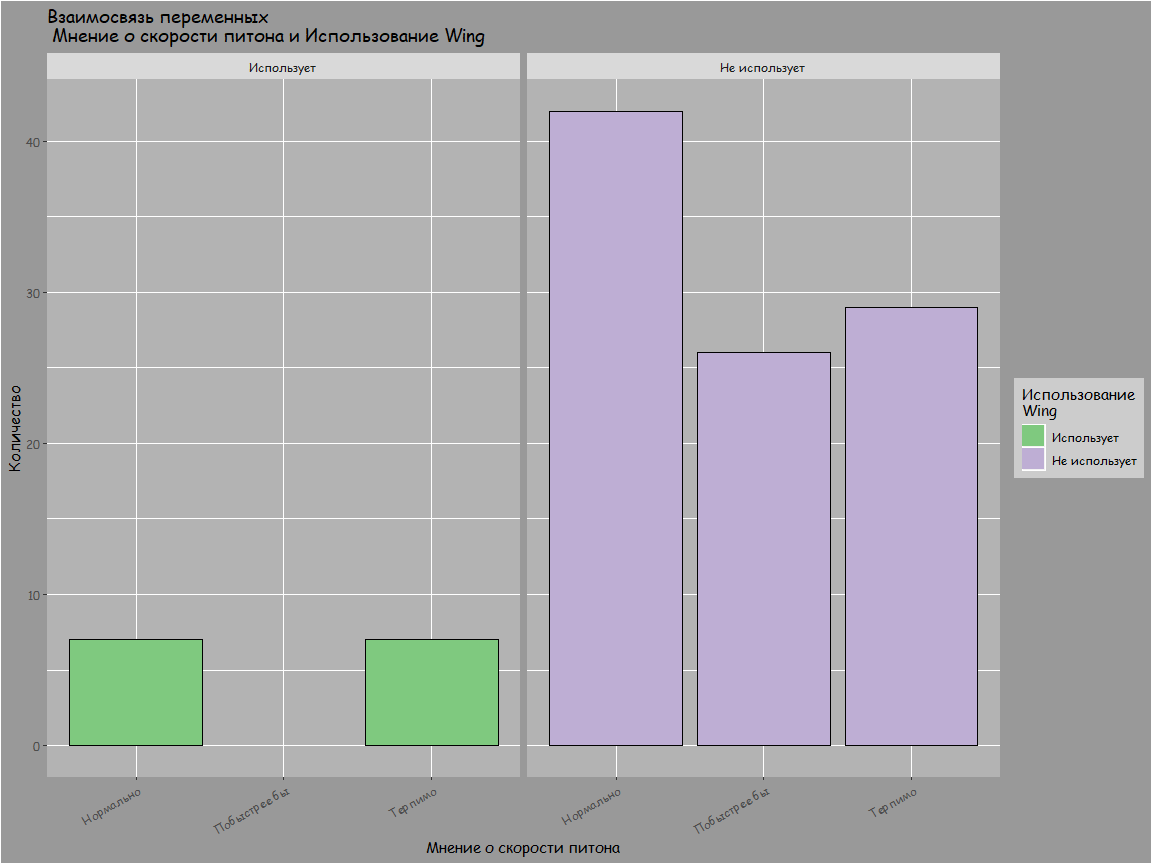 Взаимосвязь переменных
Мнение о скорости питона и Использование Wing
Использует
Не использует
40
30
20
10
0
Количество
Нормально
Побыстрее бы
Терпимо
Нормально
Побыстрее бы
Терпимо
Мнение о скорости питона
Использование
Wing
Использует
Не использует